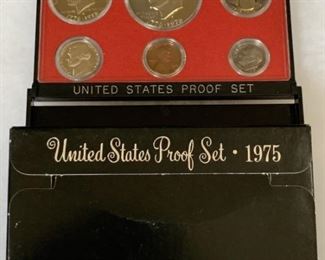 UNITED STATES PROOF SET
United States Proof Set · 1975